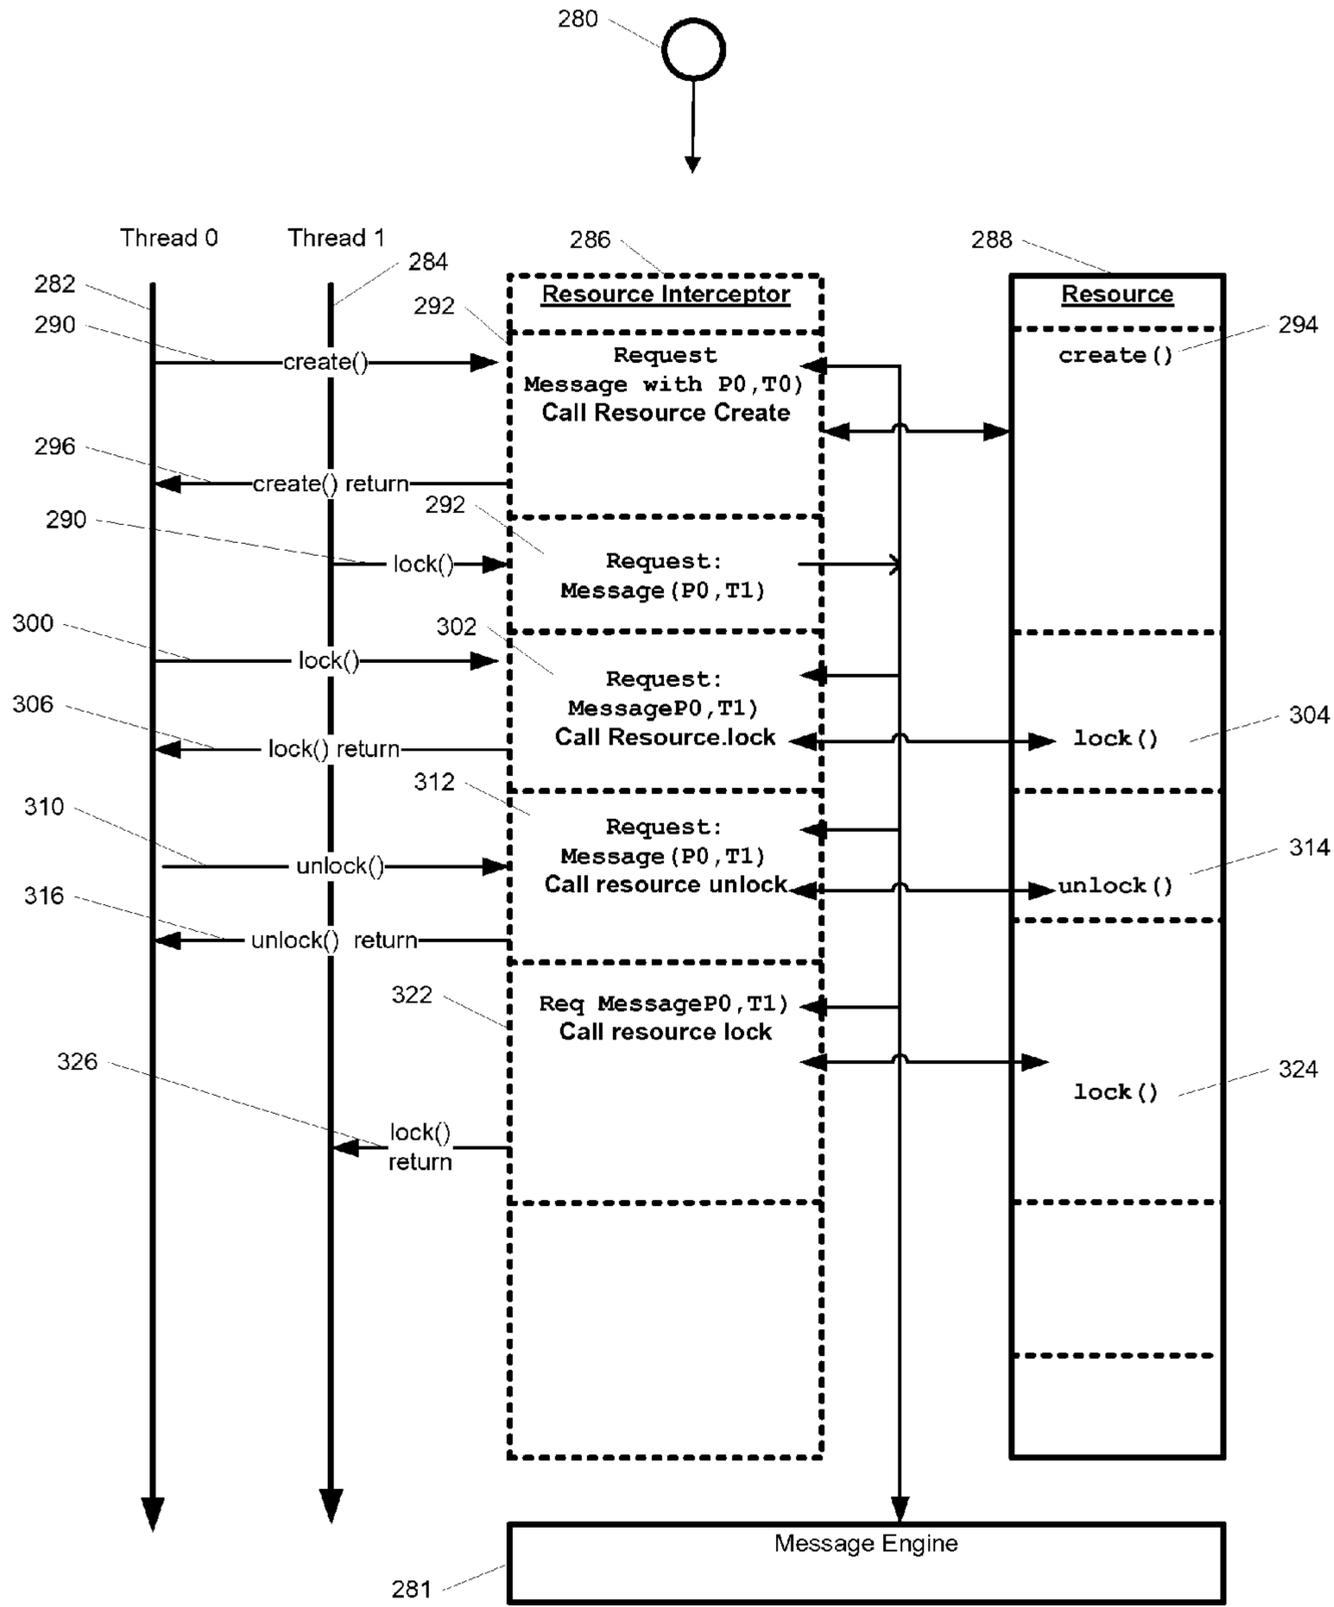 280
Thread 0
Thread 1
286
288
284
282
292
Resource Interceptor
Resource
290
294
create()
Request
Message with P0,T0)
Call Resource Create
create()
296
create() return
290
292
lock()
Request:
Message(P0,T1)
300
302
lock()
Request:
MessageP0,T1)
Call Resource.lock
lock()
304
306
lock() return
312
310
Request:
Message(P0,T1)
Call resource unlock
unlock()
314
unlock()
316
unlock() return
322
Req MessageP0,T1)
Call resource lock
326
lock()
324
lock()
return
Message Engine
281